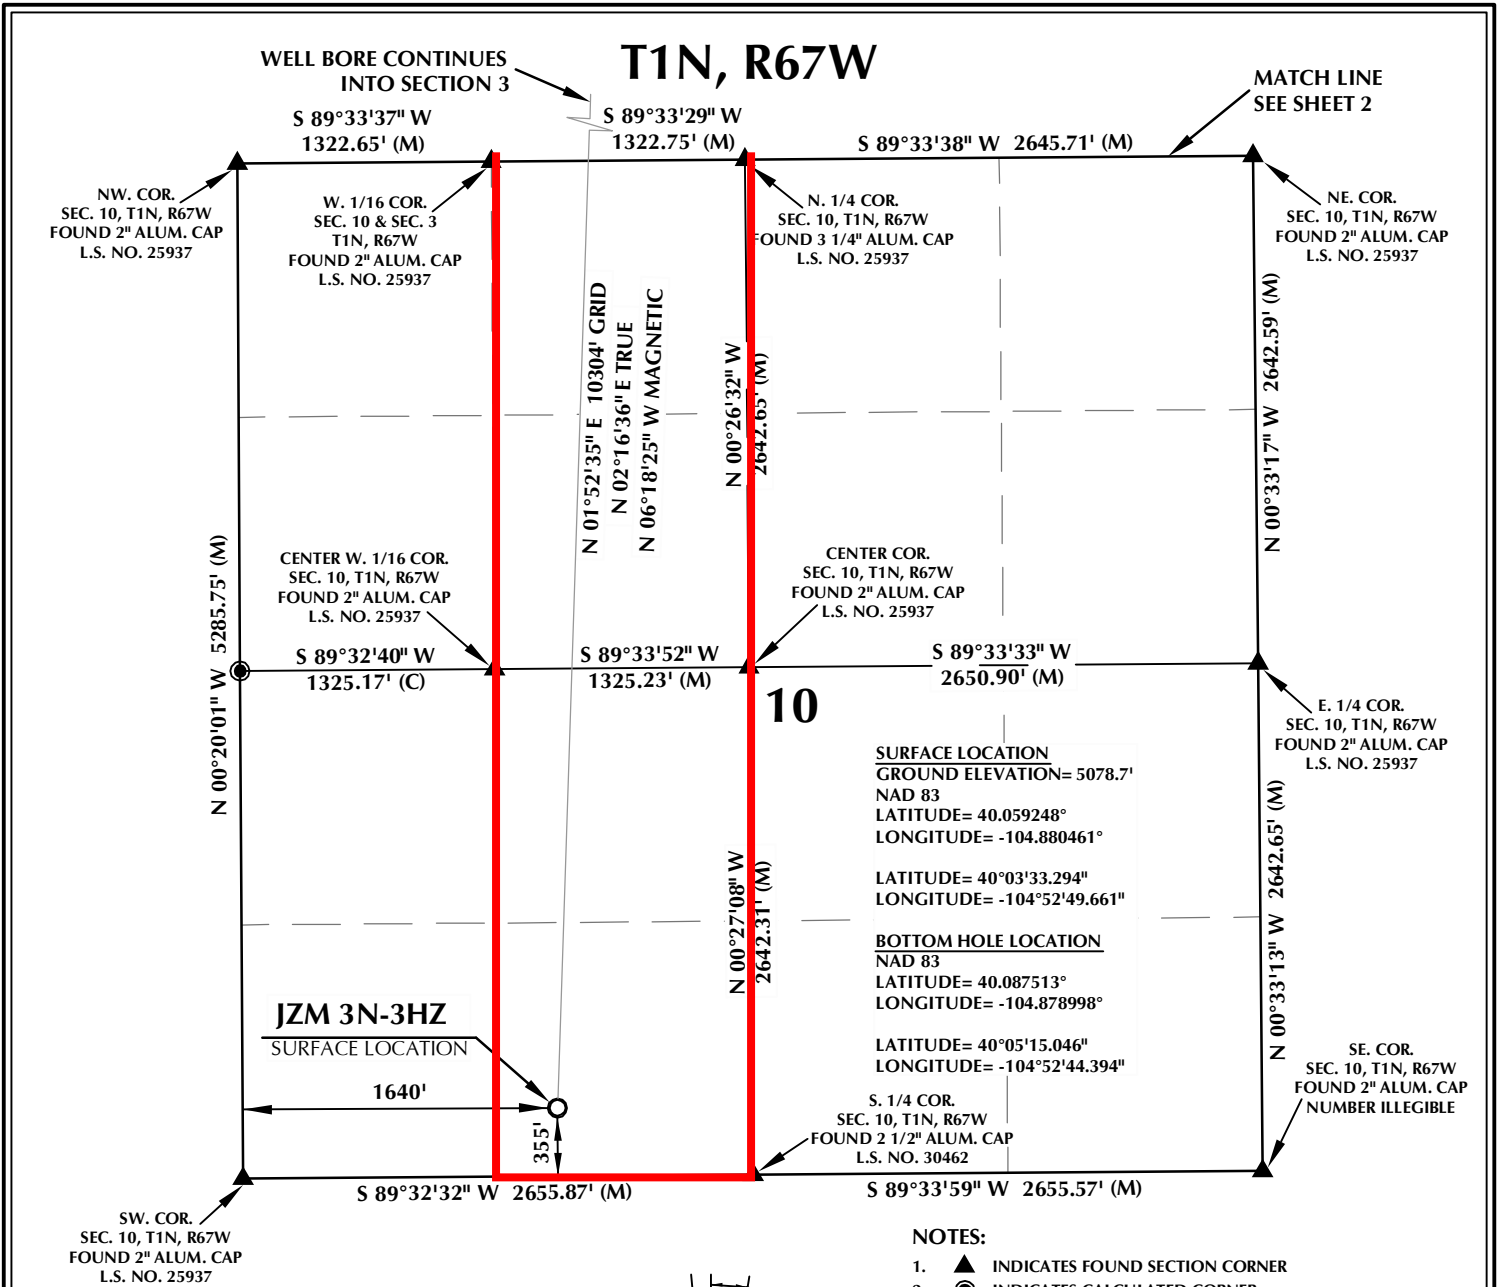 T1N, R67W
WELL BORE CONTINUES
INTO SECTION 3
MATCH LINE
SEE SHEET 2
S 89°33'37" W
1322.65' (M)
S 89°33'29" W
1322.75' (M)
S 89°33'38" W 2645.71' (M)
NW. COR.
SEC. 10, T1N, R67W
FOUND 2" ALUM. CAP
L.S. NO. 25937
W. 1/16 COR.
SEC. 10 & SEC. 3
T1N, R67W
FOUND 2" ALUM. CAP
L.S. NO. 25937
N. 1/4 COR.
SEC. 10, T1N, R67W
FOUND 3 1/4" ALUM. CAP
L.S. NO. 25937
NE. COR.
SEC. 10, T1N, R67W
FOUND 2" ALUM. CAP
L.S. NO. 25937
N 01°52'35" E 10304' GRID
N 02°16'36" E TRUE
N 06°18'25" W MAGNETIC
N 00°26'32" W
2642.65' (M)
N 00°33'17" W 2642.59' (M)
N 00°20'01" W 5285.75' (M)
CENTER W. 1/16 COR.
SEC. 10, T1N, R67W
FOUND 2" ALUM. CAP
L.S. NO. 25937
CENTER COR.
SEC. 10, T1N, R67W
FOUND 2" ALUM. CAP
L.S. NO. 25937
S 89°32'40" W
1325.17' (C)
S 89°33'52" W
1325.23' (M)
S 89°33'33" W
2650.90' (M)
10
E. 1/4 COR.
SEC. 10, T1N, R67W
FOUND 2" ALUM. CAP
L.S. NO. 25937
SURFACE LOCATION
GROUND ELEVATION= 5078.7'
NAD 83
LATITUDE= 40.059248°
LONGITUDE= -104.880461°
LATITUDE= 40°03'33.294"
LONGITUDE= -104°52'49.661"
BOTTOM HOLE LOCATION
NAD 83
LATITUDE= 40.087513°
LONGITUDE= -104.878998°
LATITUDE= 40°05'15.046"
LONGITUDE= -104°52'44.394"
N 00°27'08" W
2642.31' (M)
N 00°33'13" W 2642.65' (M)
JZM 3N-3HZ
SURFACE LOCATION
1640'
355'
S. 1/4 COR.
SEC. 10, T1N, R67W
FOUND 2 1/2" ALUM. CAP
L.S. NO. 30462
SE. COR.
SEC. 10, T1N, R67W
FOUND 2" ALUM. CAP
NUMBER ILLEGIBLE
S 89°32'32" W 2655.87' (M)
S 89°33'59" W 2655.57' (M)
SW. COR.
SEC. 10, T1N, R67W
FOUND 2" ALUM. CAP
L.S. NO. 25937
NOTES:
1. INDICATES FOUND SECTION CORNER
INDICATES CALCULATED CORNER